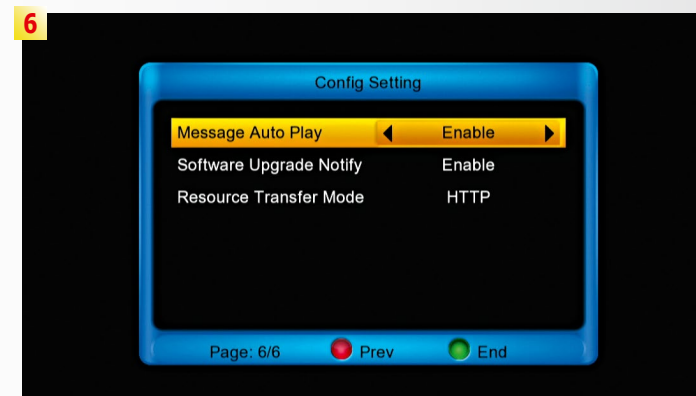 6
Config Setting
Message Auto Play Enable
Software Upgrade Notify Enable
Resource Transfer Mode HTTP
Page: 6/6 Prev End